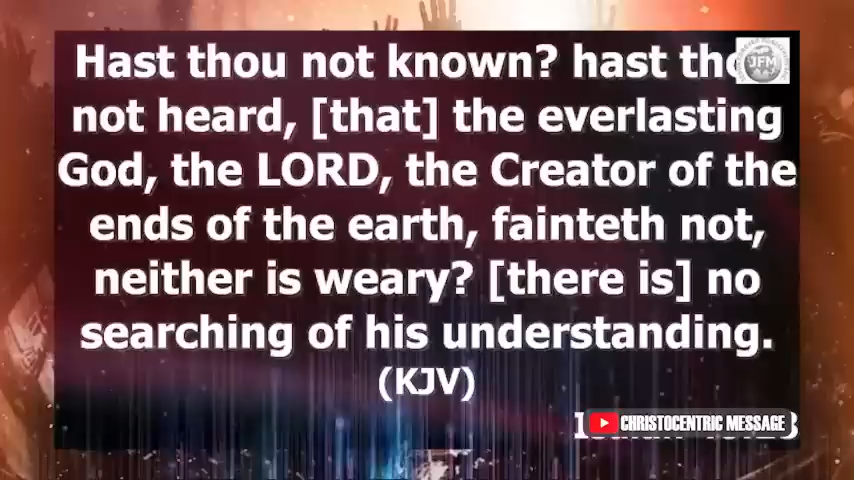 Hast thou not known? hast
not heard, [that] the everlasting
God, the LORD, the Creator of the
ends of the earth, fainteth not,
neither is weary? [there is] no
searching of his understanding.
(KJV)
JFM
CHRISTOCENTRIC MESSAGE